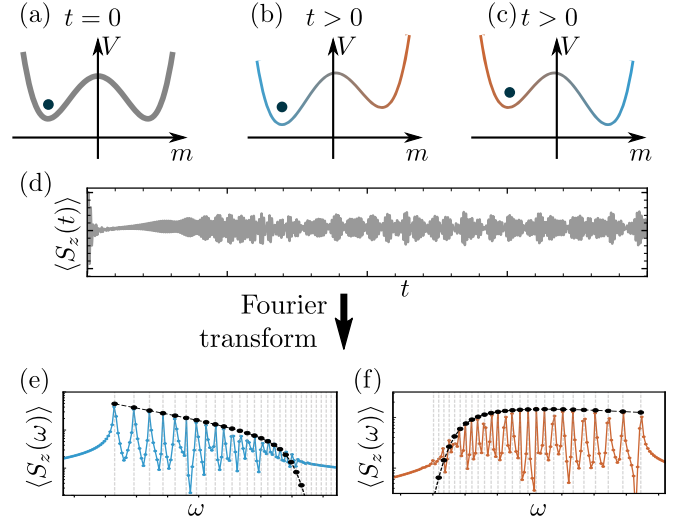 (a) t = 0
V
m
(b) t > 0
V
m
(c) t > 0
V
m
(d)
⟨S_z(t)⟩
t
Fourier
transform
(e)
⟨S_z(ω)⟩
ω
(f)
⟨S_z(ω)⟩
ω